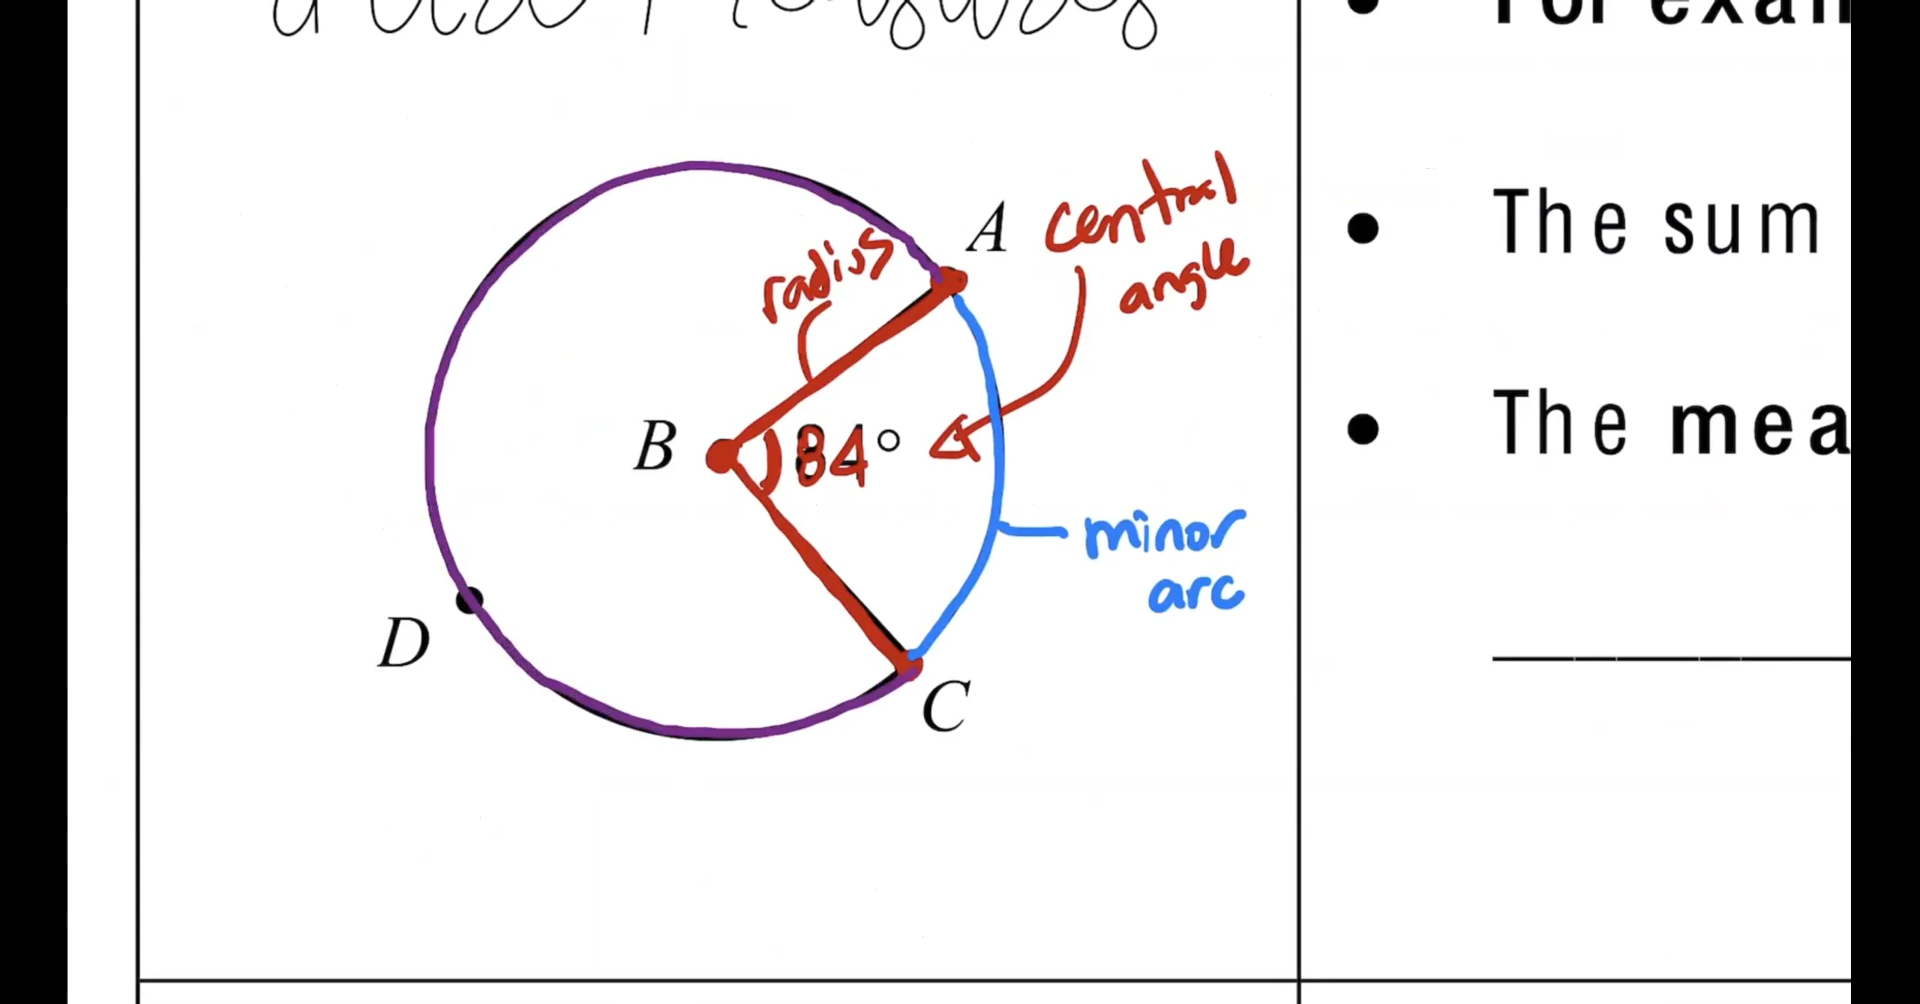 The sum
The mea
A
central
angle
radius
B
84°
minor
arc
D
C